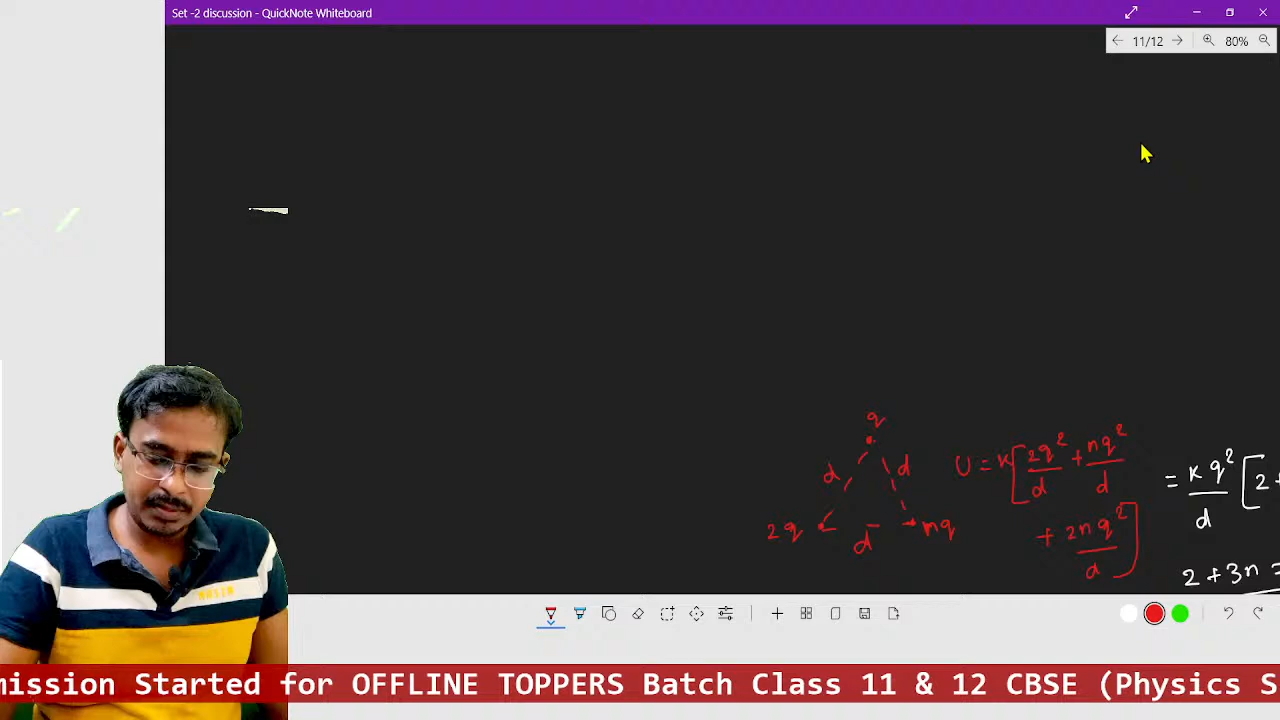 Set -2 discussion - QuickNote Whiteboard
11/12
80%
q
d
d
2q
d
nq
U = K[ 2q²/d + nq²/d
+ 2nq²/d ]
= Kq²/d [ 2+
2 + 3n =
mission Started for OFFLINE TOPPERS Batch Class 11 & 12 CBSE (Physics S